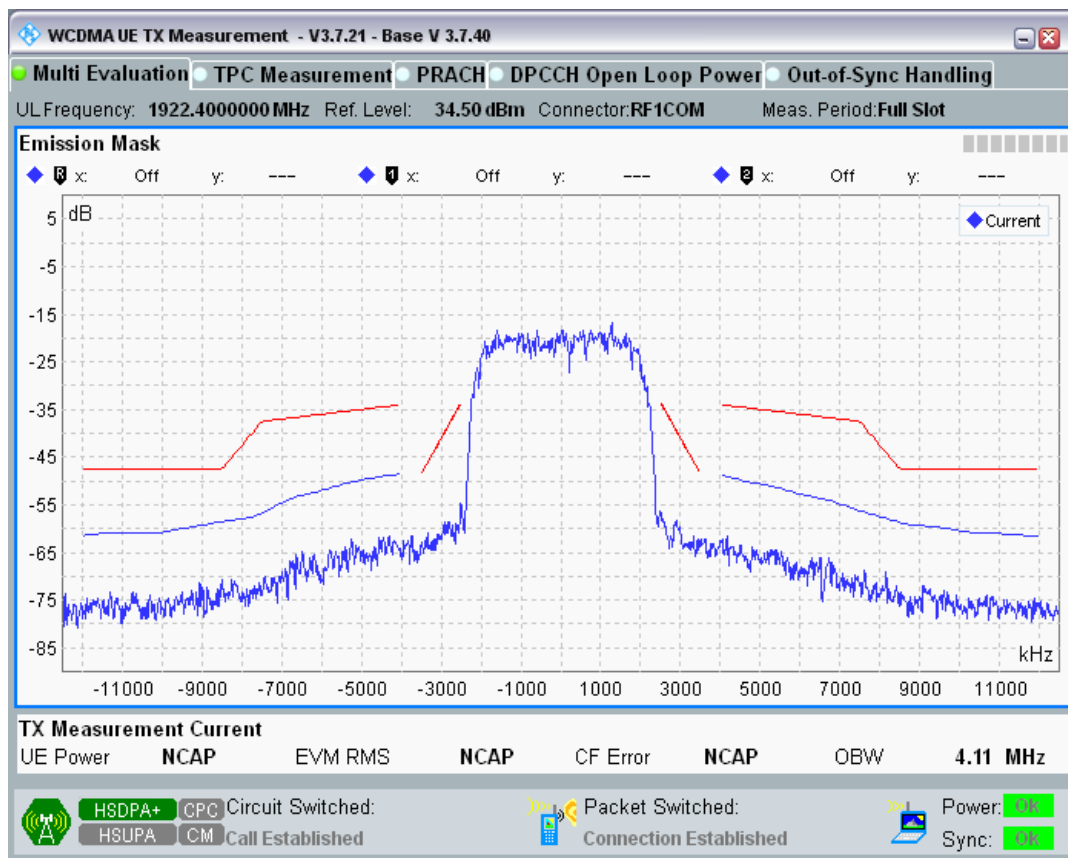 WCDMA UE TX Measurement - V3.7.21 - Base V 3.7.40
Multi Evaluation TPC Measurement PRACH DPCCH Open Loop Power Out-of-Sync Handling
UL Frequency: 1922.4000000 MHz Ref. Level: 34.50 dBm Connector:RF1COM Meas. Period:Full Slot
Emission Mask
R x: Off y: --- 1 x: Off y: --- 2 x: Off y: ---
dB
Current
5
-5
-15
-25
-35
-45
-55
-65
-75
-85
kHz
-11000 -9000 -7000 -5000 -3000 -1000 1000 3000 5000 7000 9000 11000
TX Measurement Current
UE Power NCAP EVM RMS NCAP CF Error NCAP OBW 4.11 MHz
HSDPA+ CPC Circuit Switched: Packet Switched: Power: Ok
HSUPA CM Call Established Connection Established Sync: Ok